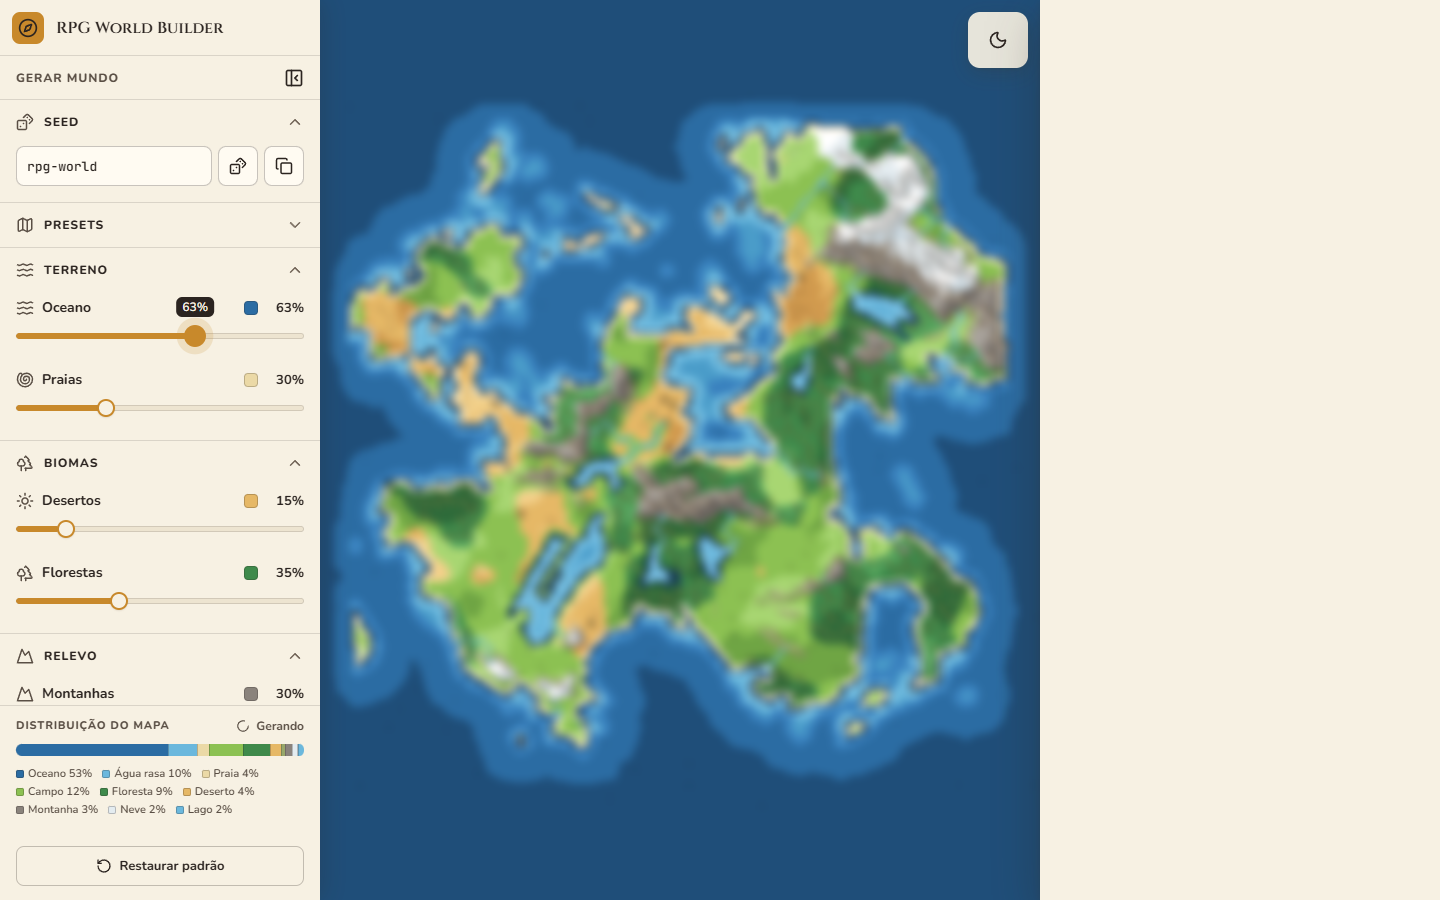 RPG World Builder
GERAR MUNDO
SEED
rpg-world
PRESETS
TERRENO
Oceano 63% 63%
Praias 30%
BIOMAS
Desertos 15%
Florestas 35%
RELEVO
Montanhas 30%
DISTRIBUIÇÃO DO MAPA Gerando
Oceano 53% Água rasa 10% Praia 4%
Campo 12% Floresta 9% Deserto 4%
Montanha 3% Neve 2% Lago 2%
Restaurar padrão